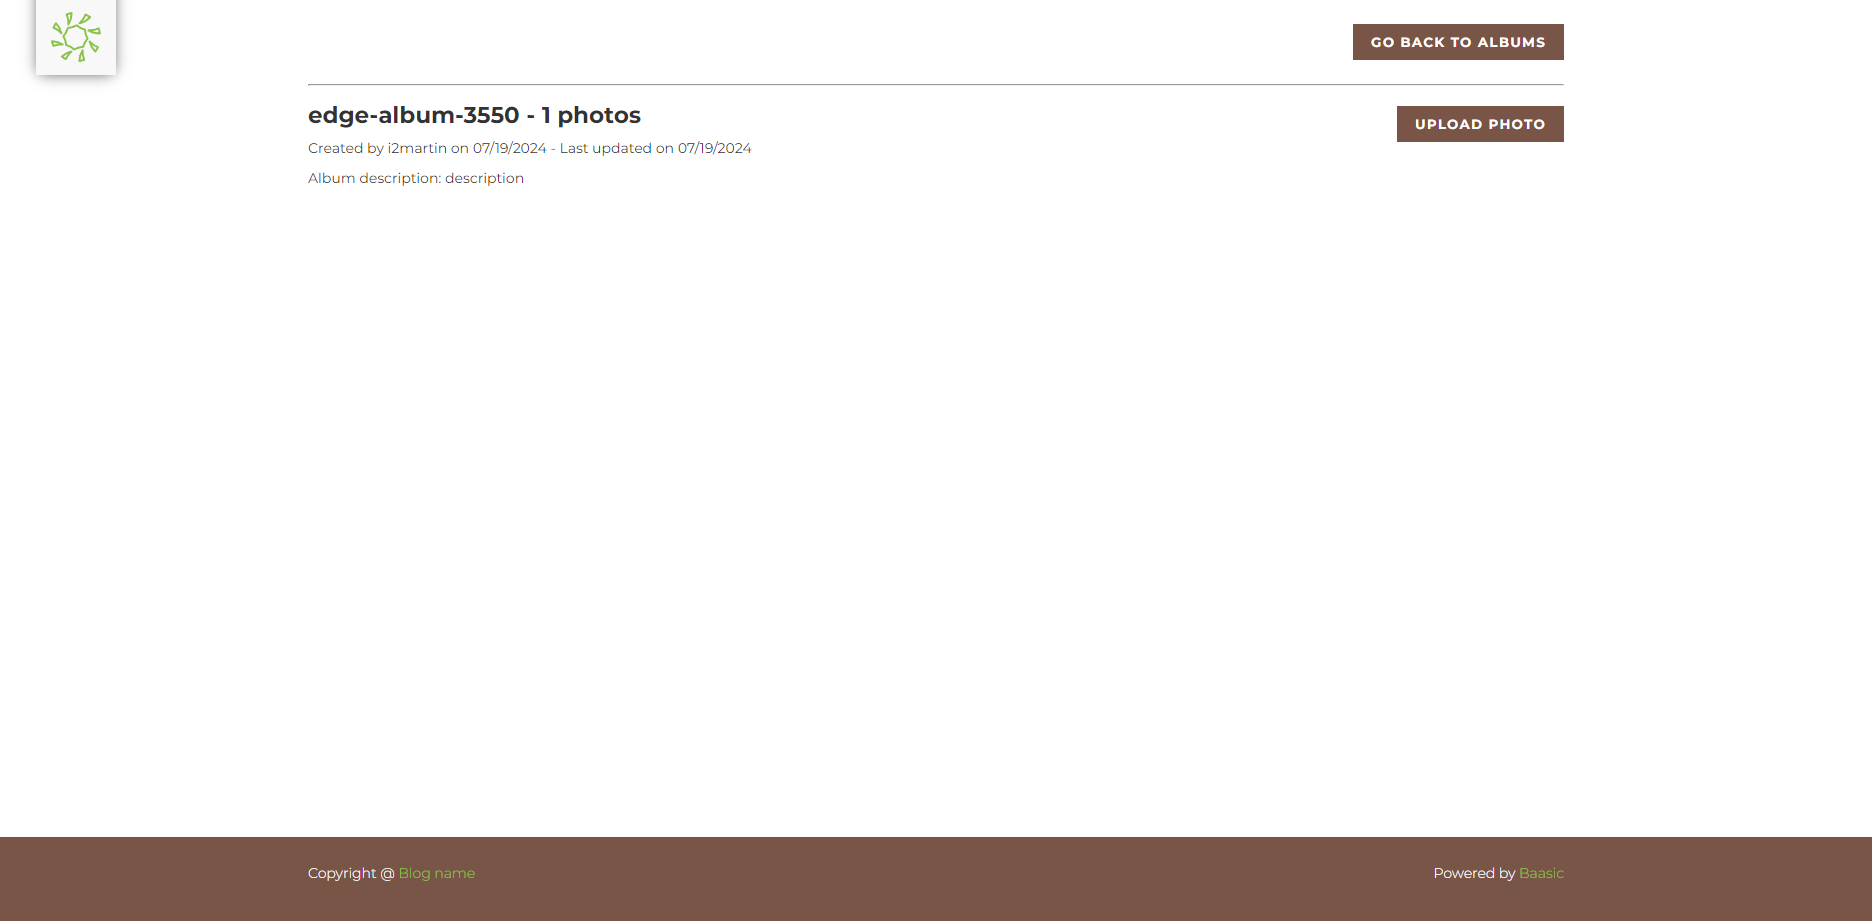 GO BACK TO ALBUMS
edge-album-3550 - 1 photos
UPLOAD PHOTO
Created by i2martin on 07/19/2024 - Last updated on 07/19/2024
Album description: description
Copyright @ Blog name
Powered by Baasic